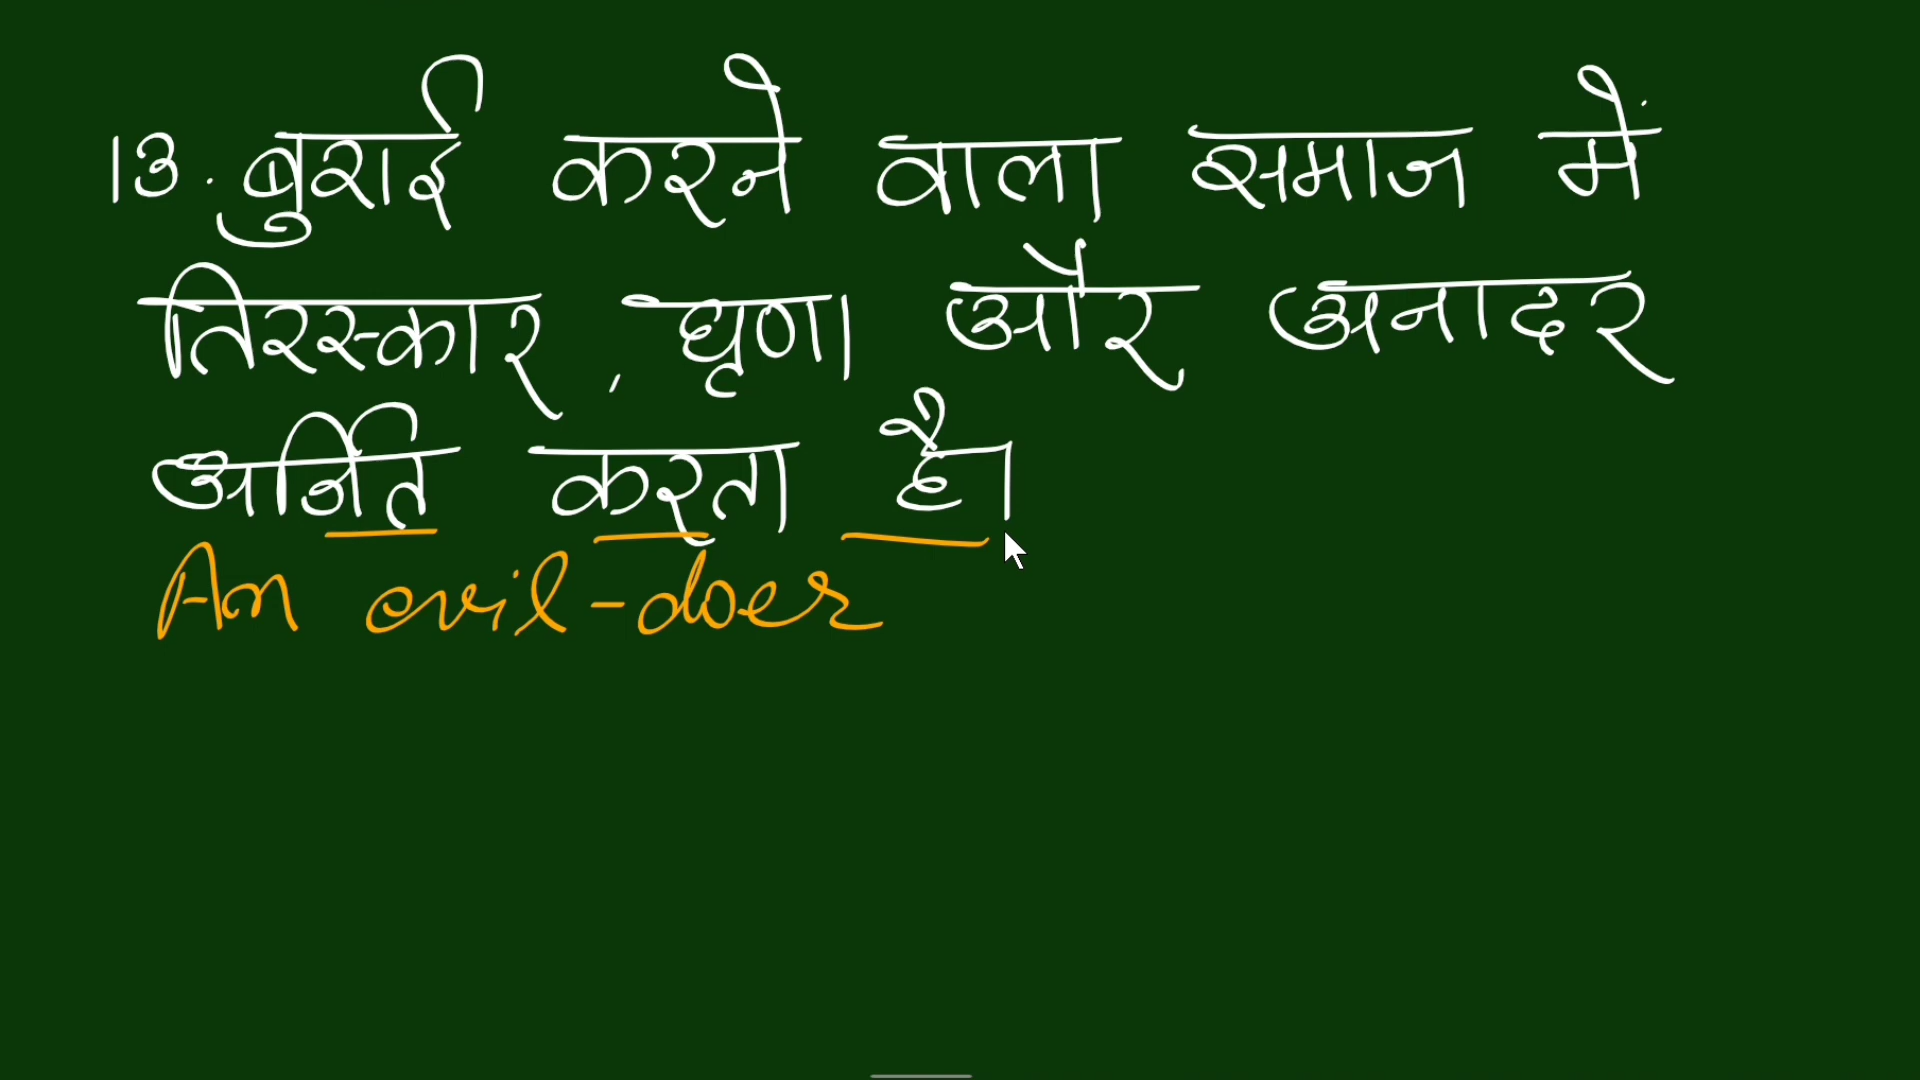 13. बुराई करने वाला समाज में
तिरस्कार, घृणा और अनादर
अर्जित करता है।
An evil-doer